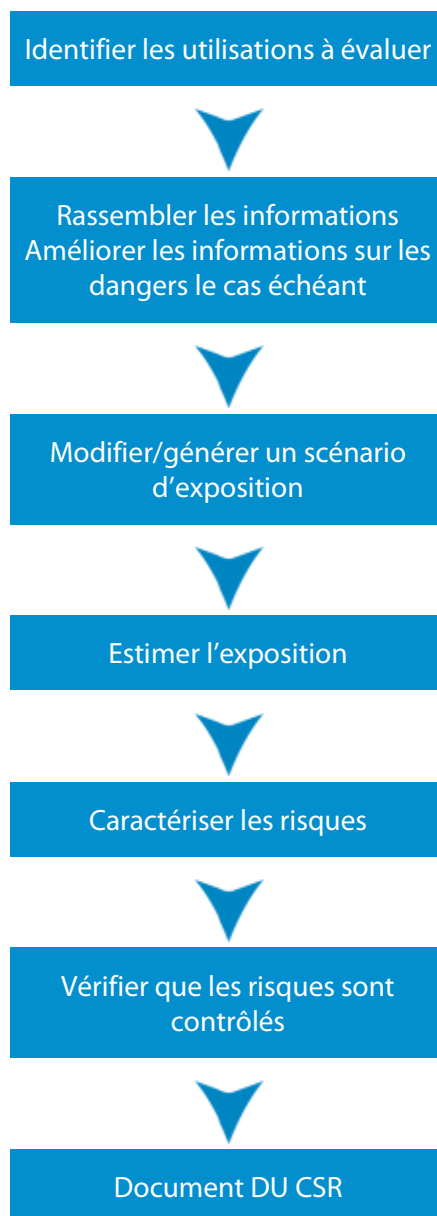 Identifier les utilisations à évaluer
Rassembler les informations
Améliorer les informations sur les
dangers le cas échéant
Modifier/générer un scénario
d’exposition
Estimer l’exposition
Caractériser les risques
Vérifier que les risques sont
contrôlés
Document DU CSR